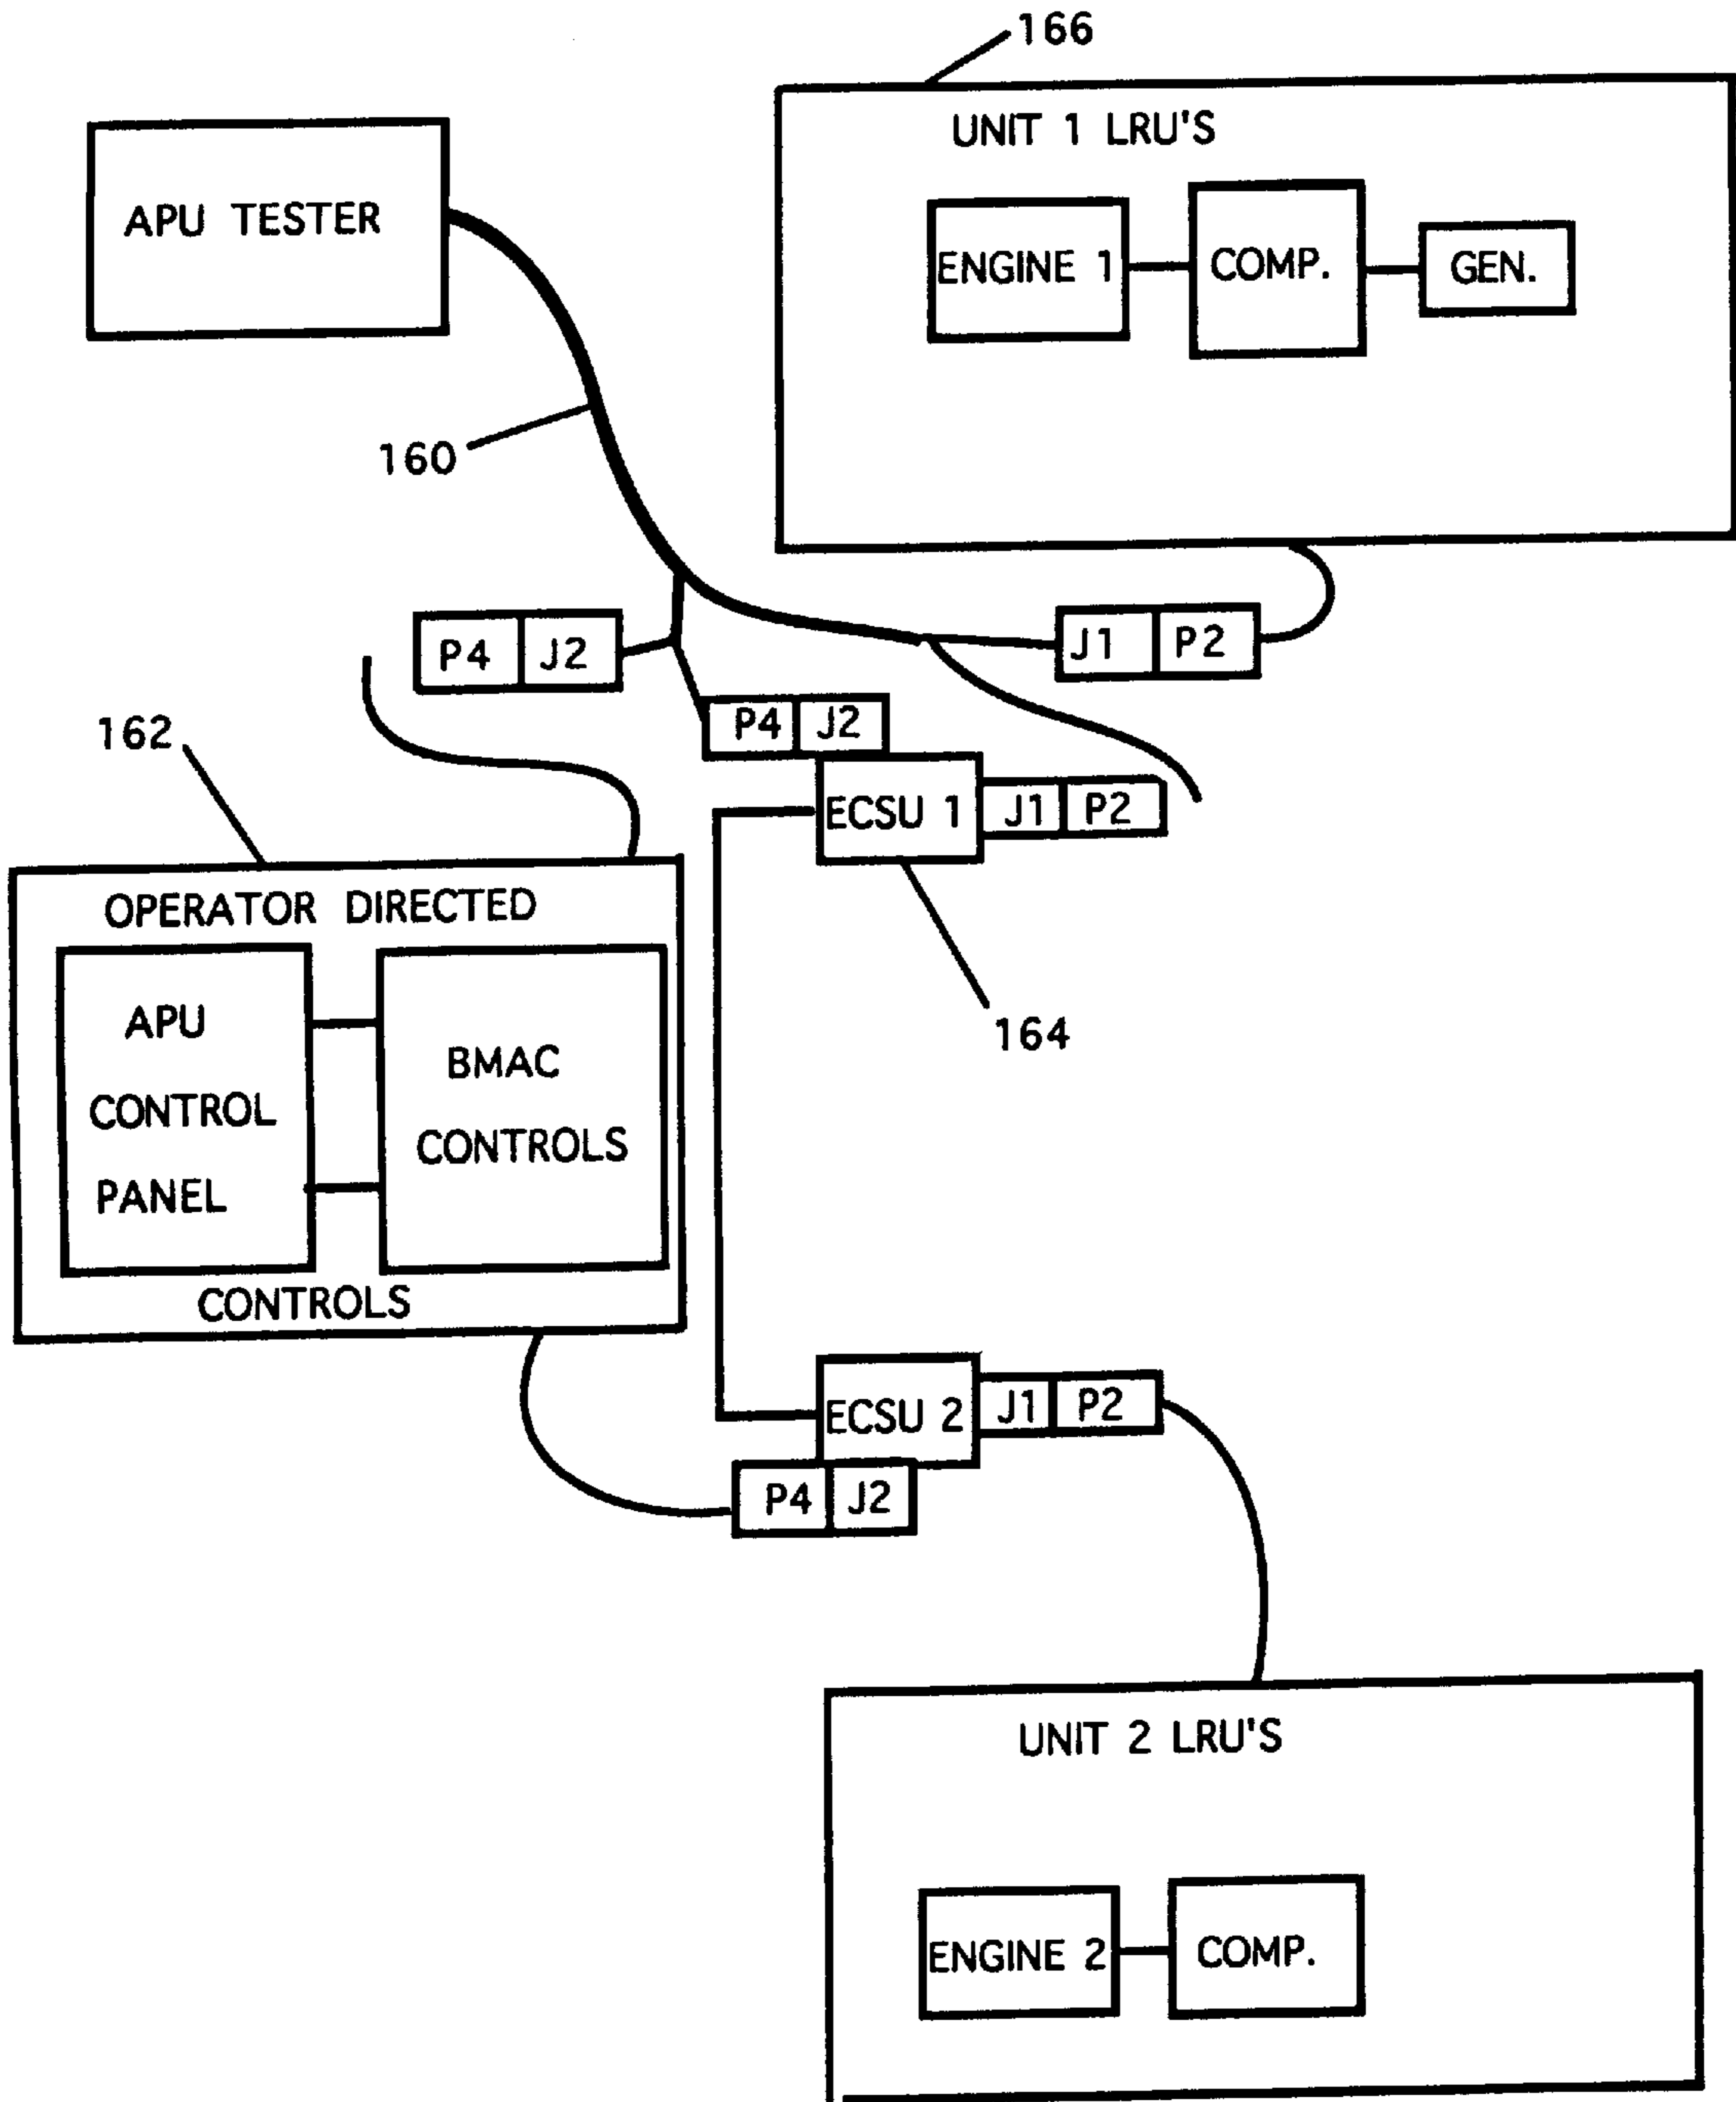 166
UNIT 1 LRU'S
APU TESTER
ENGINE 1
COMP.
GEN.
160
P4
J2
J1
P2
P4
J2
162
ECSU 1
J1
P2
OPERATOR DIRECTED
APU
CONTROL
PANEL
BMAC
CONTROLS
CONTROLS
164
ECSU 2
J1
P2
P4
J2
UNIT 2 LRU'S
ENGINE 2
COMP.